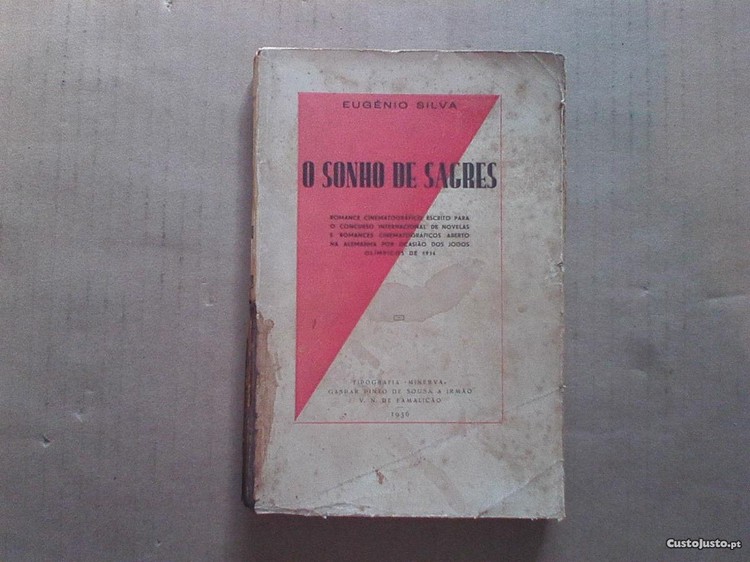 EUGÉNIO SILVA
O SONHO DE SAGRES
ROMANCE CINEMATOGRÁFICO ESCRITO PARA
O CONCURSO INTERNACIONAL DE NOVELAS
E ROMANCES CINEMATOGRÁFICOS ABERTO
NA ALEMANHA POR OCASIÃO DOS JOGOS
OLÍMPICOS DE 1936
TIPOGRAFIA «MINERVA»
GASPAR PINTO DE SOUSA & IRMÃO
V. N. DE FAMALICÃO
1936
CustoJusto.pt